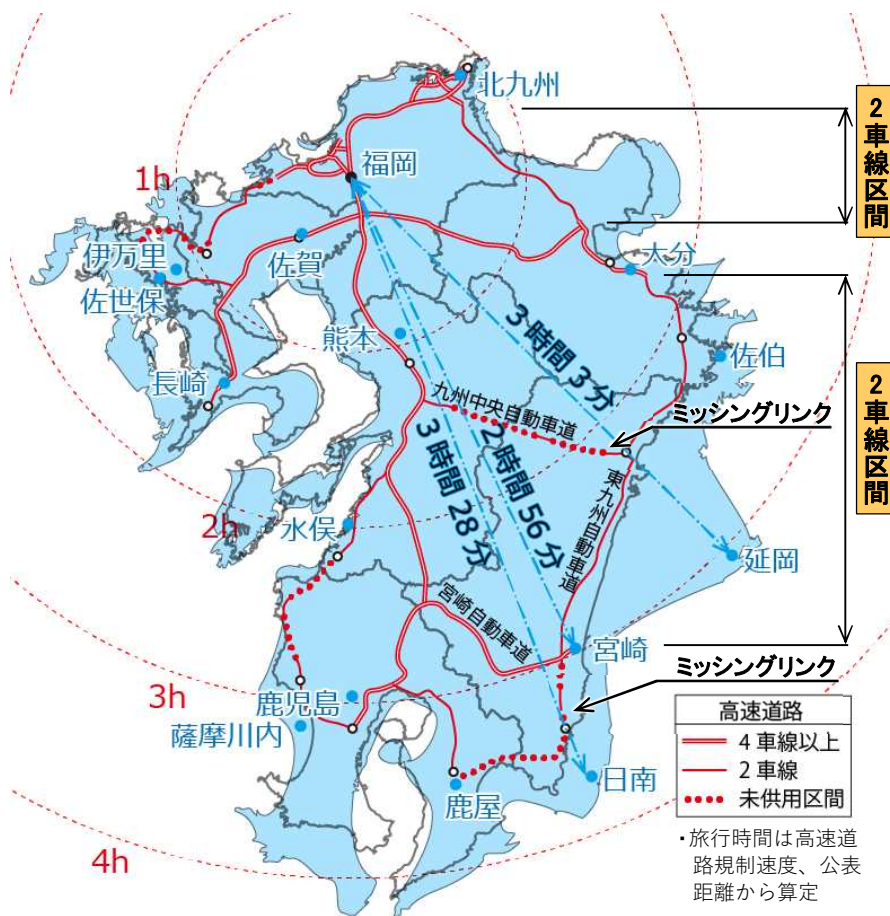 北九州
2車線区間
福岡
1h
伊万里
佐賀
大分
佐世保
熊本
3時間3分
佐伯
長崎
九州中央自動車道
ミッシングリンク
2車線区間
3時間28分
2時間56分
東九州自動車道
2h
水俣
延岡
宮崎自動車道
宮崎
ミッシングリンク
3h
鹿児島
薩摩川内
高速道路
4車線以上
2車線
未供用区間
日南
鹿屋
4h
・旅行時間は高速道
路規制速度、公表
距離から算定